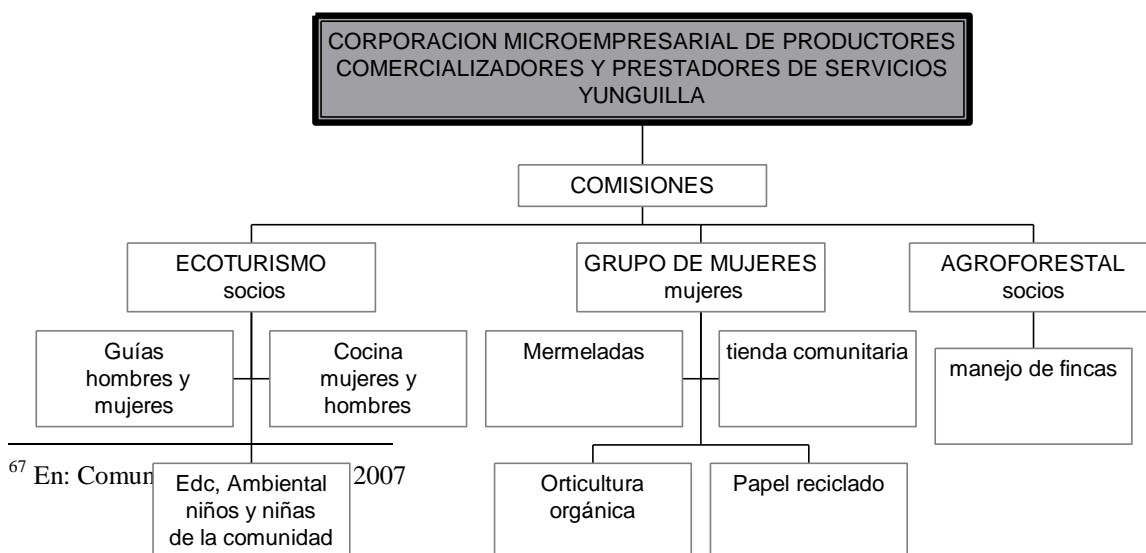 CORPORACION MICROEMPRESARIAL DE PRODUCTORES
COMERCIALIZADORES Y PRESTADORES DE SERVICIOS
YUNGUILLA
COMISIONES
ECOTURISMO
socios
GRUPO DE MUJERES
mujeres
AGROFORESTAL
socios
Guías
hombres y
mujeres
Cocina
mujeres y
hombres
Mermeladas
tienda comunitaria
manejo de fincas
67 En: 2007
Edc, Ambiental
niños y niñas
de la comunidad
Orticultura
orgánica
Papel reciclado